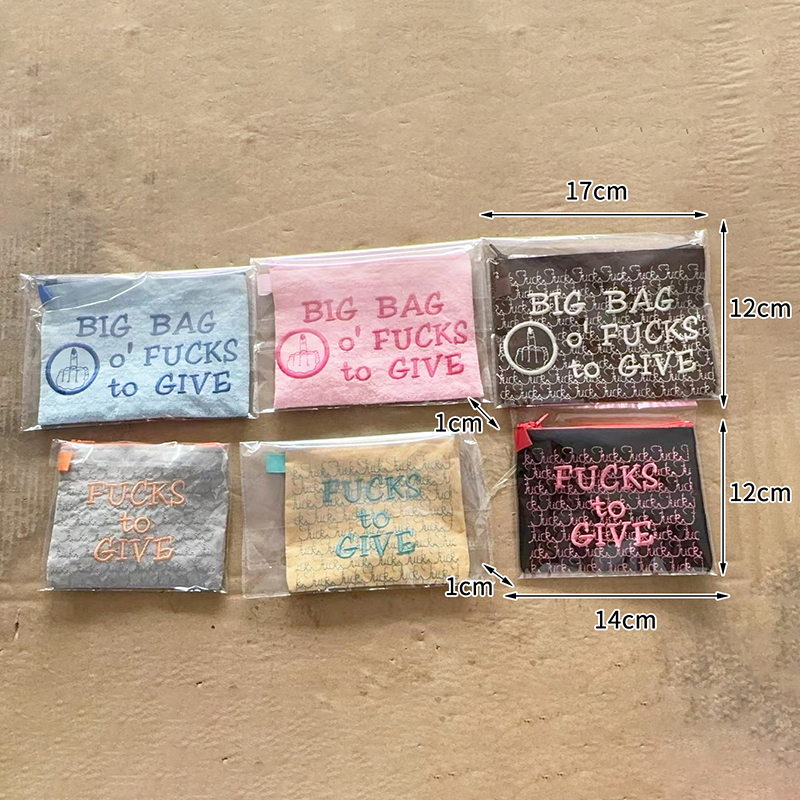 17cm
BIG BAG
o' FUCKS
to GIVE
BIG BAG
o' FUCKS
to GIVE
BIG BAG
o' FUCKS
to GIVE
12cm
1cm
FUCKS
to
GIVE
FUCKS
to
GIVE
FUCKS
to
GIVE
12cm
1cm
14cm